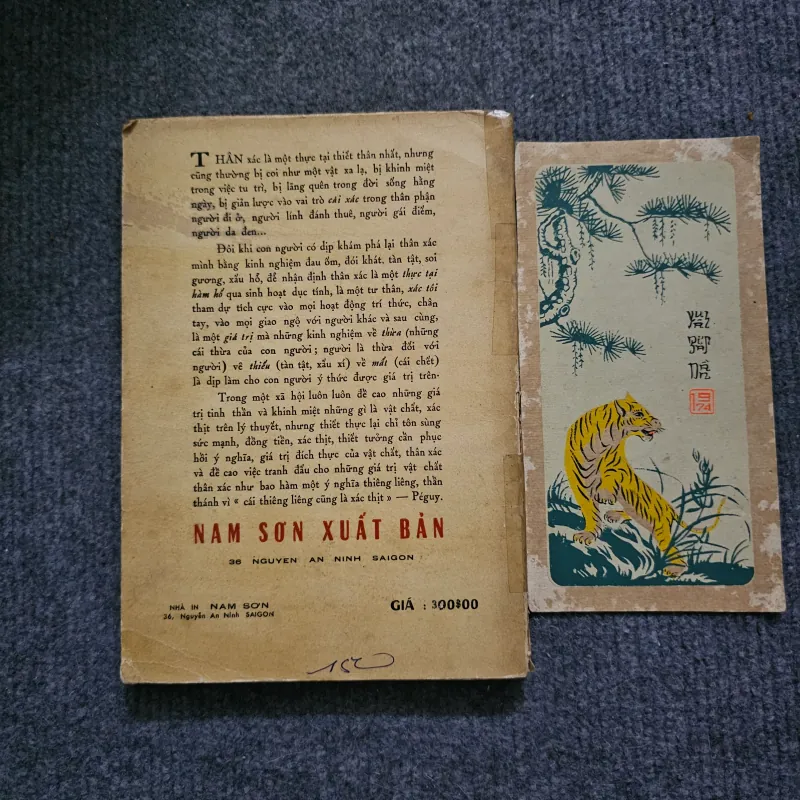 THÂN xác là một thực tại thiết thân nhất, nhưng
cũng thường bị coi như một vật xa lạ, bị khinh miệt
trong việc tu trì, bị lãng quên trong đời sống hằng
ngày, bị giản lược vào vai trò cái xác trong thân phận
người đi ở, người lính đánh thuê, người gái điếm,
người da đen...
Đôi khi con người có dịp khám phá lại thân xác
mình bằng kinh nghiệm đau ốm, đói khát, tàn tật, soi
gương, xấu hổ, để nhận định thân xác là một thực tại
hàm hồ qua sinh hoạt dục tính, là một tư thân, xác tôi
tham dự tích cực vào mọi hoạt động trí thức, chân
tay, vào mọi giao ngộ với người khác và sau cùng,
là một giá trị mà những kinh nghiệm về thừa (những
cái thừa của con người; người là thừa đối với
người) về thiếu (tàn tật, xấu xí) về mất (cái chết)
là dịp làm cho con người ý thức được giá trị trên.
Trong một xã hội luôn luôn đề cao những giá
trị tinh thần và khinh miệt những gì là vật chất, xác
thịt trên lý thuyết, nhưng thiết thực lại chỉ tôn sùng
sức mạnh, đồng tiền, xác thịt, thiết tưởng cần phục
hồi ý nghĩa, giá trị đích thực của vật chất, thân xác
và đề cao việc tranh đấu cho những giá trị vật chất
thân xác như bao hàm một ý nghĩa thiêng liêng, thần
thánh vì « cái thiêng liêng cũng là xác thịt » — Péguy.
NAM SƠN XUẤT BẢN
36 NGUYEN AN NINH SAIGON
NHÀ IN NAM SƠN
36, Nguyễn An Ninh SAIGON
GIÁ : 300$00
150
1974